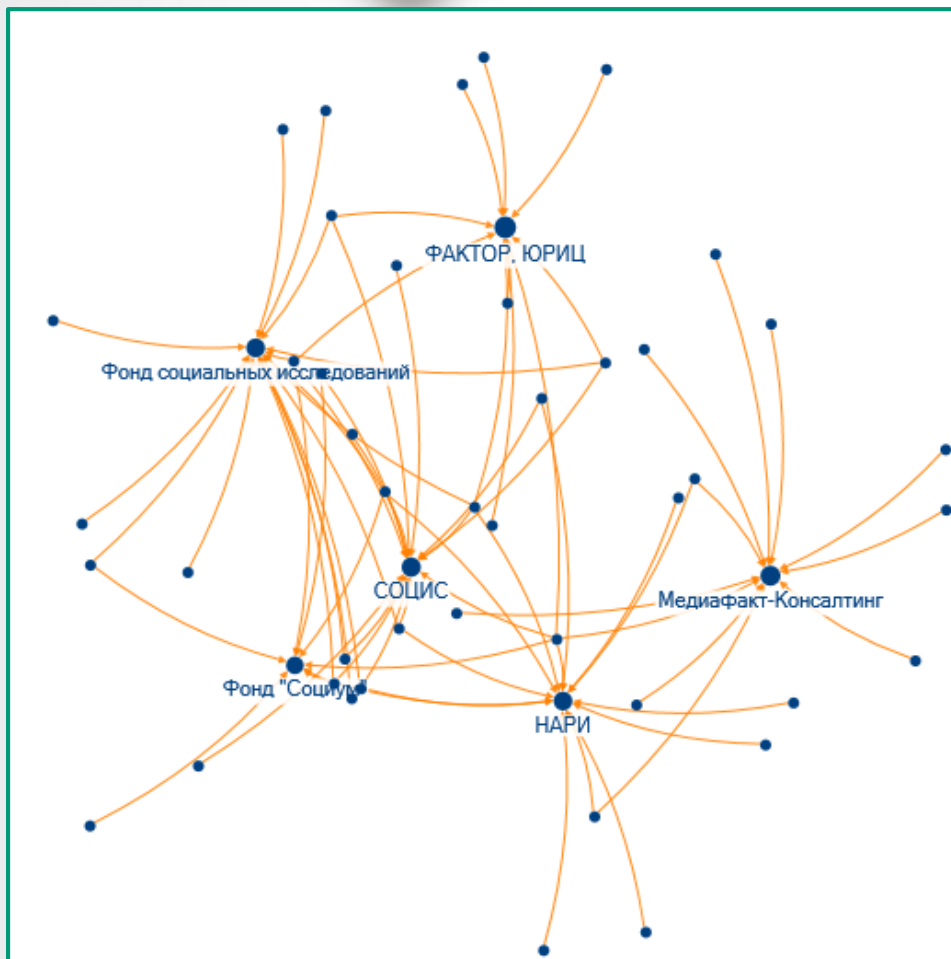 ФАКТОР, ЮРИЦ
Фонд социальных исследований
СОЦИС
Медиафакт-Консалтинг
Фонд "Социум"
НАРИ